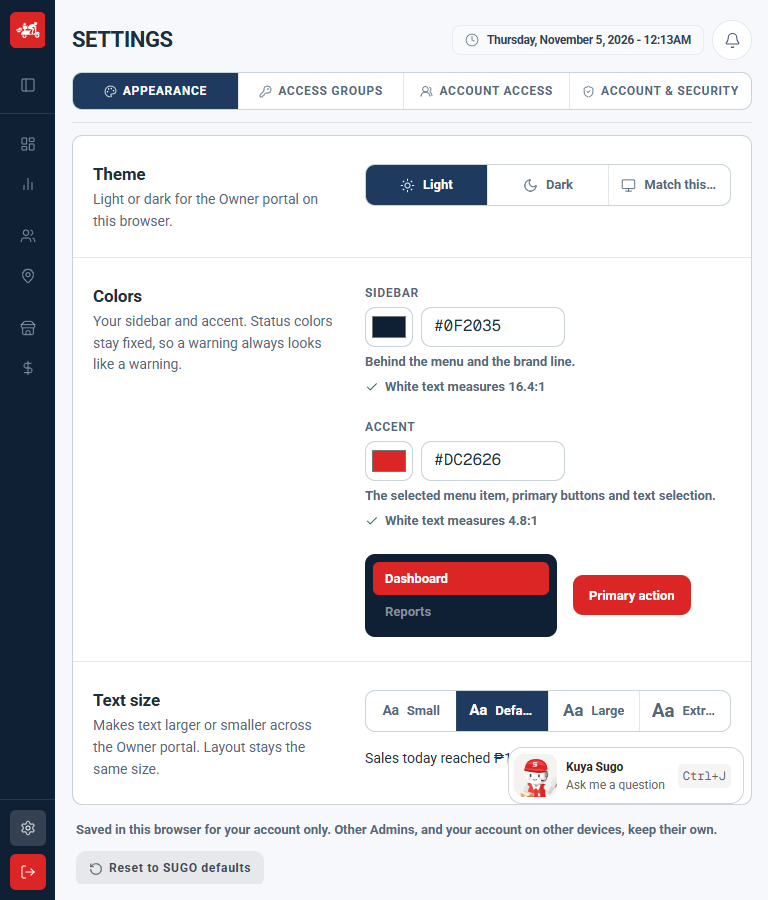 SETTINGS
Thursday, November 5, 2026 - 12:13AM
APPEARANCE
ACCESS GROUPS
ACCOUNT ACCESS
ACCOUNT & SECURITY
Theme
Light or dark for the Owner portal on
this browser.
Light
Dark
Match this...
Colors
Your sidebar and accent. Status colors
stay fixed, so a warning always looks
like a warning.
SIDEBAR
#0F2035
Behind the menu and the brand line.
White text measures 16.4:1
ACCENT
#DC2626
The selected menu item, primary buttons and text selection.
White text measures 4.8:1
Dashboard
Reports
Primary action
Text size
Makes text larger or smaller across
the Owner portal. Layout stays the
same size.
Aa Small
Aa Defa...
Aa Large
Aa Extr...
Sales today reached ₱1
Kuya Sugo
Ask me a question
Ctrl+J
Saved in this browser for your account only. Other Admins, and your account on other devices, keep their own.
Reset to SUGO defaults